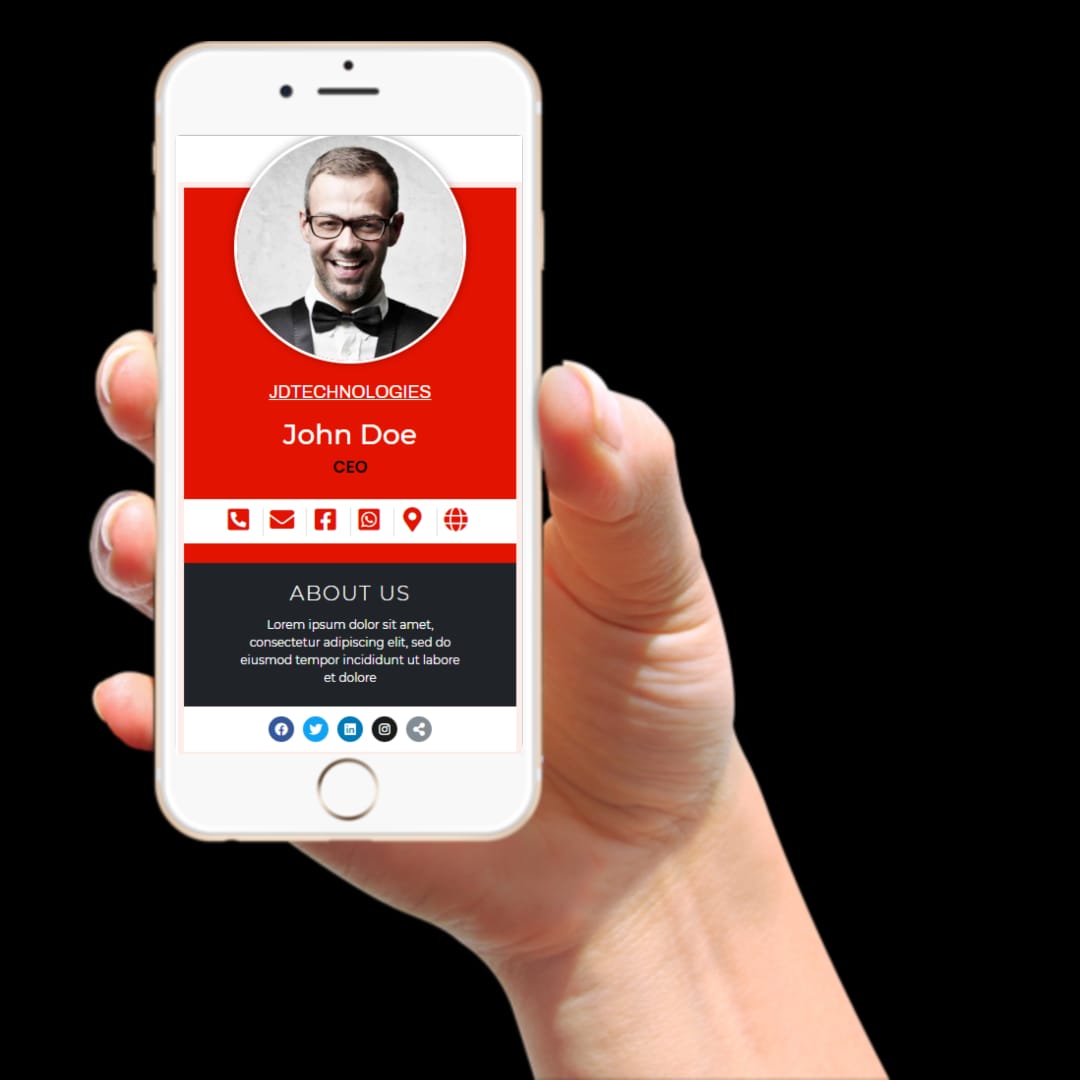 JDTECHNOLOGIES
John Doe
CEO
ABOUT US
Lorem ipsum dolor sit amet,
consectetur adipiscing elit, sed do
eiusmod tempor incididunt ut labore
et dolore